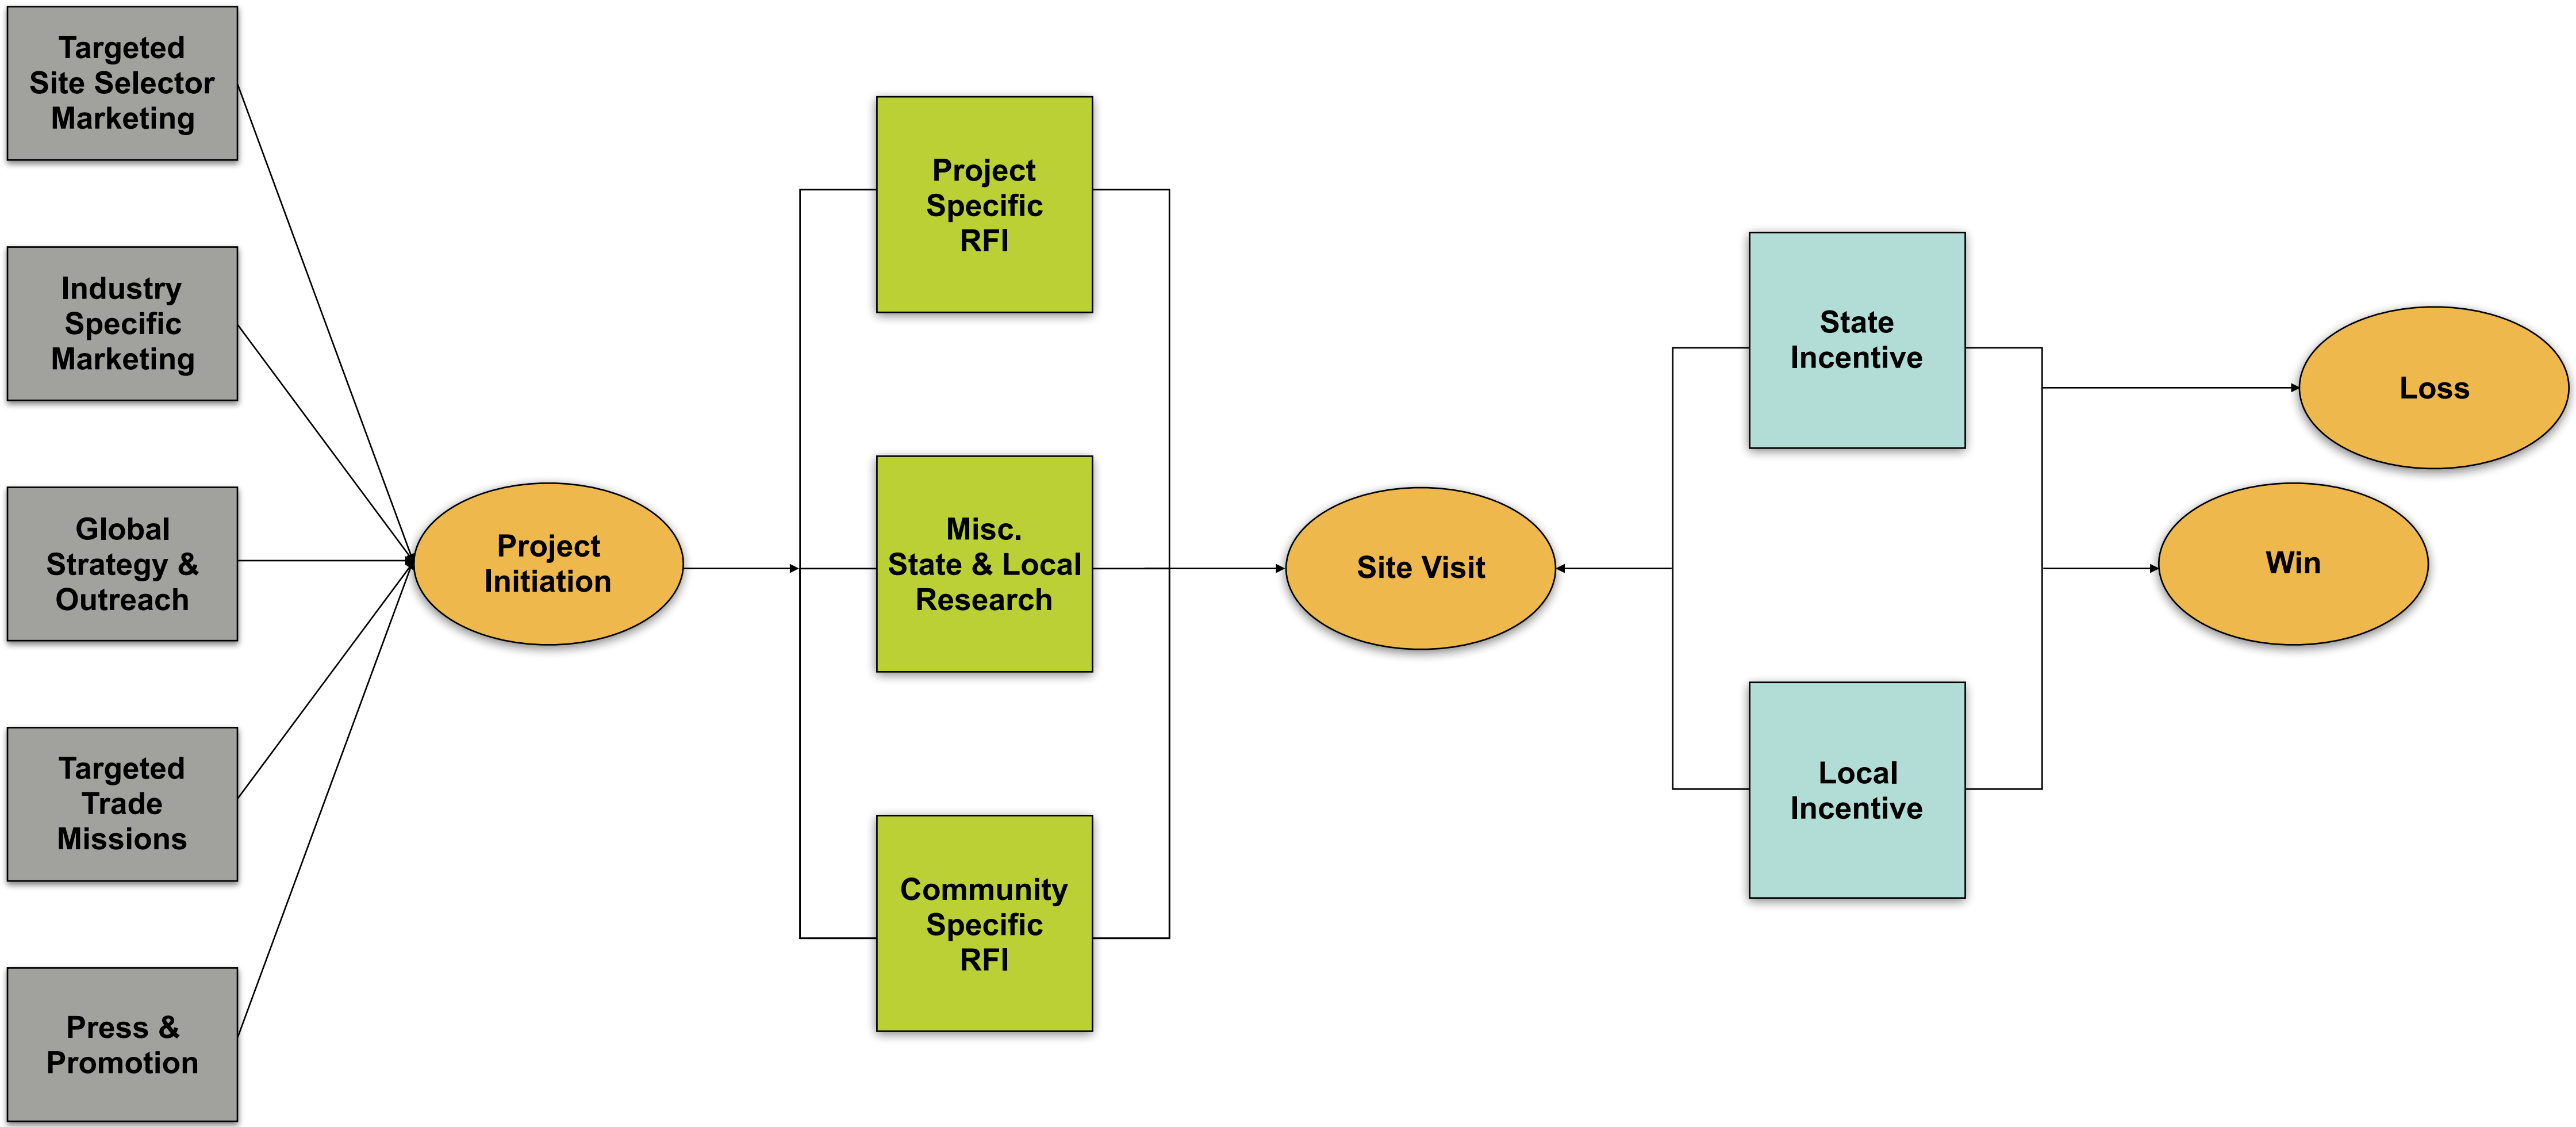 Targeted
Site Selector
Marketing
Industry
Specific
Marketing
Global
Strategy &
Outreach
Targeted
Trade
Missions
Press &
Promotion
Project
Initiation
Project
Specific
RFI
Misc.
State & Local
Research
Community
Specific
RFI
Site Visit
State
Incentive
Local
Incentive
Loss
Win